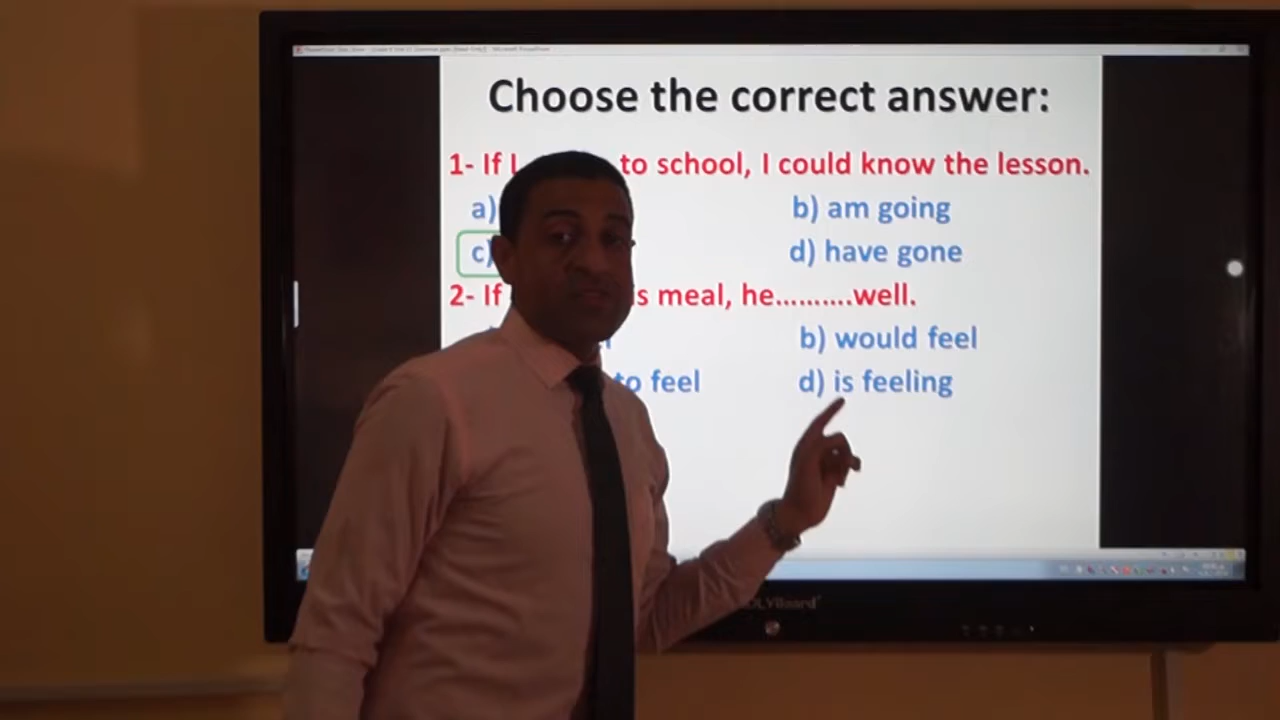 Choose the correct answer:
1- If I to school, I could know the lesson.
a) b) am going
c) d) have gone
2- If s meal, he..........well.
b) would feel
to feel d) is feeling